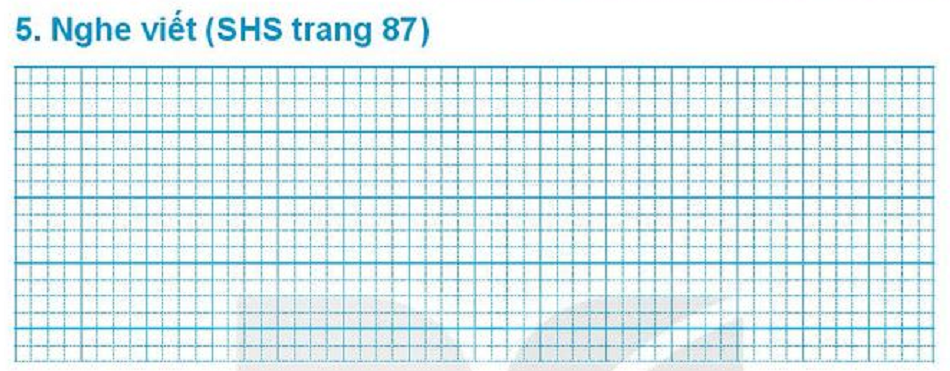 5. Nghe viết (SHS trang 87)